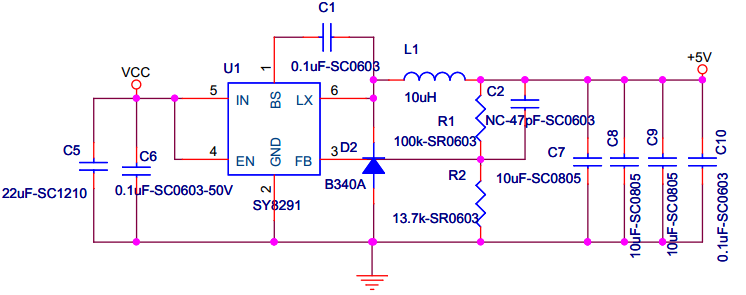 C1
0.1uF-SC0603
L1
10uH
+5V
VCC
U1
1
5
IN
BS
LX
6
4
EN
GND
FB
3
2
SY8291
D2
B340A
C5
22uF-SC1210
C6
0.1uF-SC0603-50V
R1
100k-SR0603
C2
NC-47pF-SC0603
R2
13.7k-SR0603
C7
10uF-SC0805
C8
10uF-SC0805
C9
10uF-SC0805
C10
0.1uF-SC0603